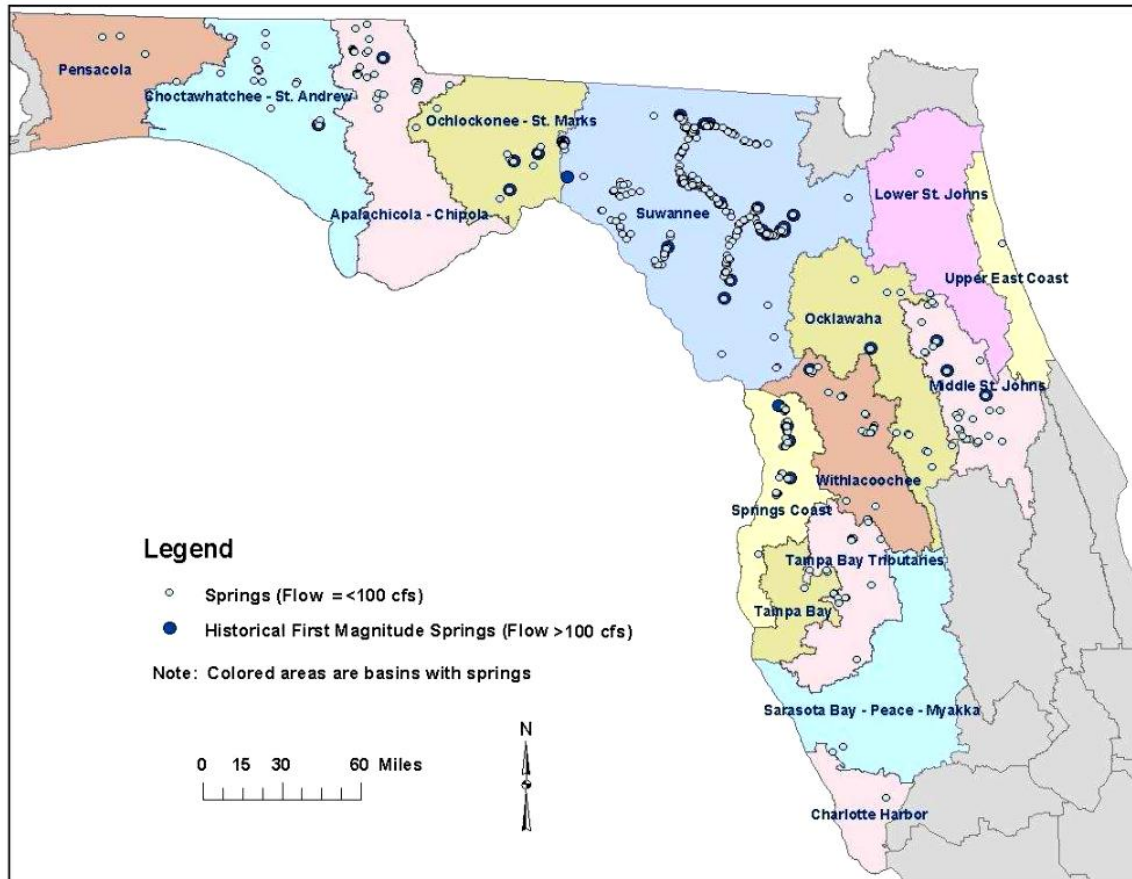 Pensacola
Choctawhatchee - St. Andrew
Ochlockonee - St. Marks
Apalachicola - Chipola
Suwannee
Lower St. Johns
Upper East Coast
Ocklawaha
Middle St. Johns
Withlacoochee
Springs Coast
Tampa Bay Tributaries
Tampa Bay
Sarasota Bay - Peace - Myakka
Charlotte Harbor
Legend
Springs (Flow =<100 cfs)
Historical First Magnitude Springs (Flow >100 cfs)
Note: Colored areas are basins with springs
N
0 15 30 60 Miles